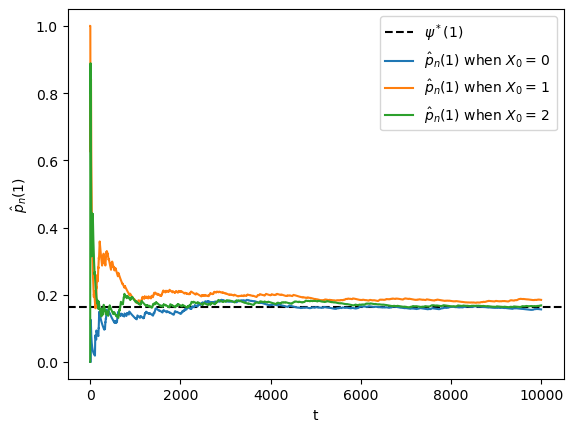 1.0
0.8
0.6
0.4
0.2
0.0
p̂ₙ(1)
ψ*(1)
p̂ₙ(1) when X₀ = 0
p̂ₙ(1) when X₀ = 1
p̂ₙ(1) when X₀ = 2
0 2000 4000 6000 8000 10000
t